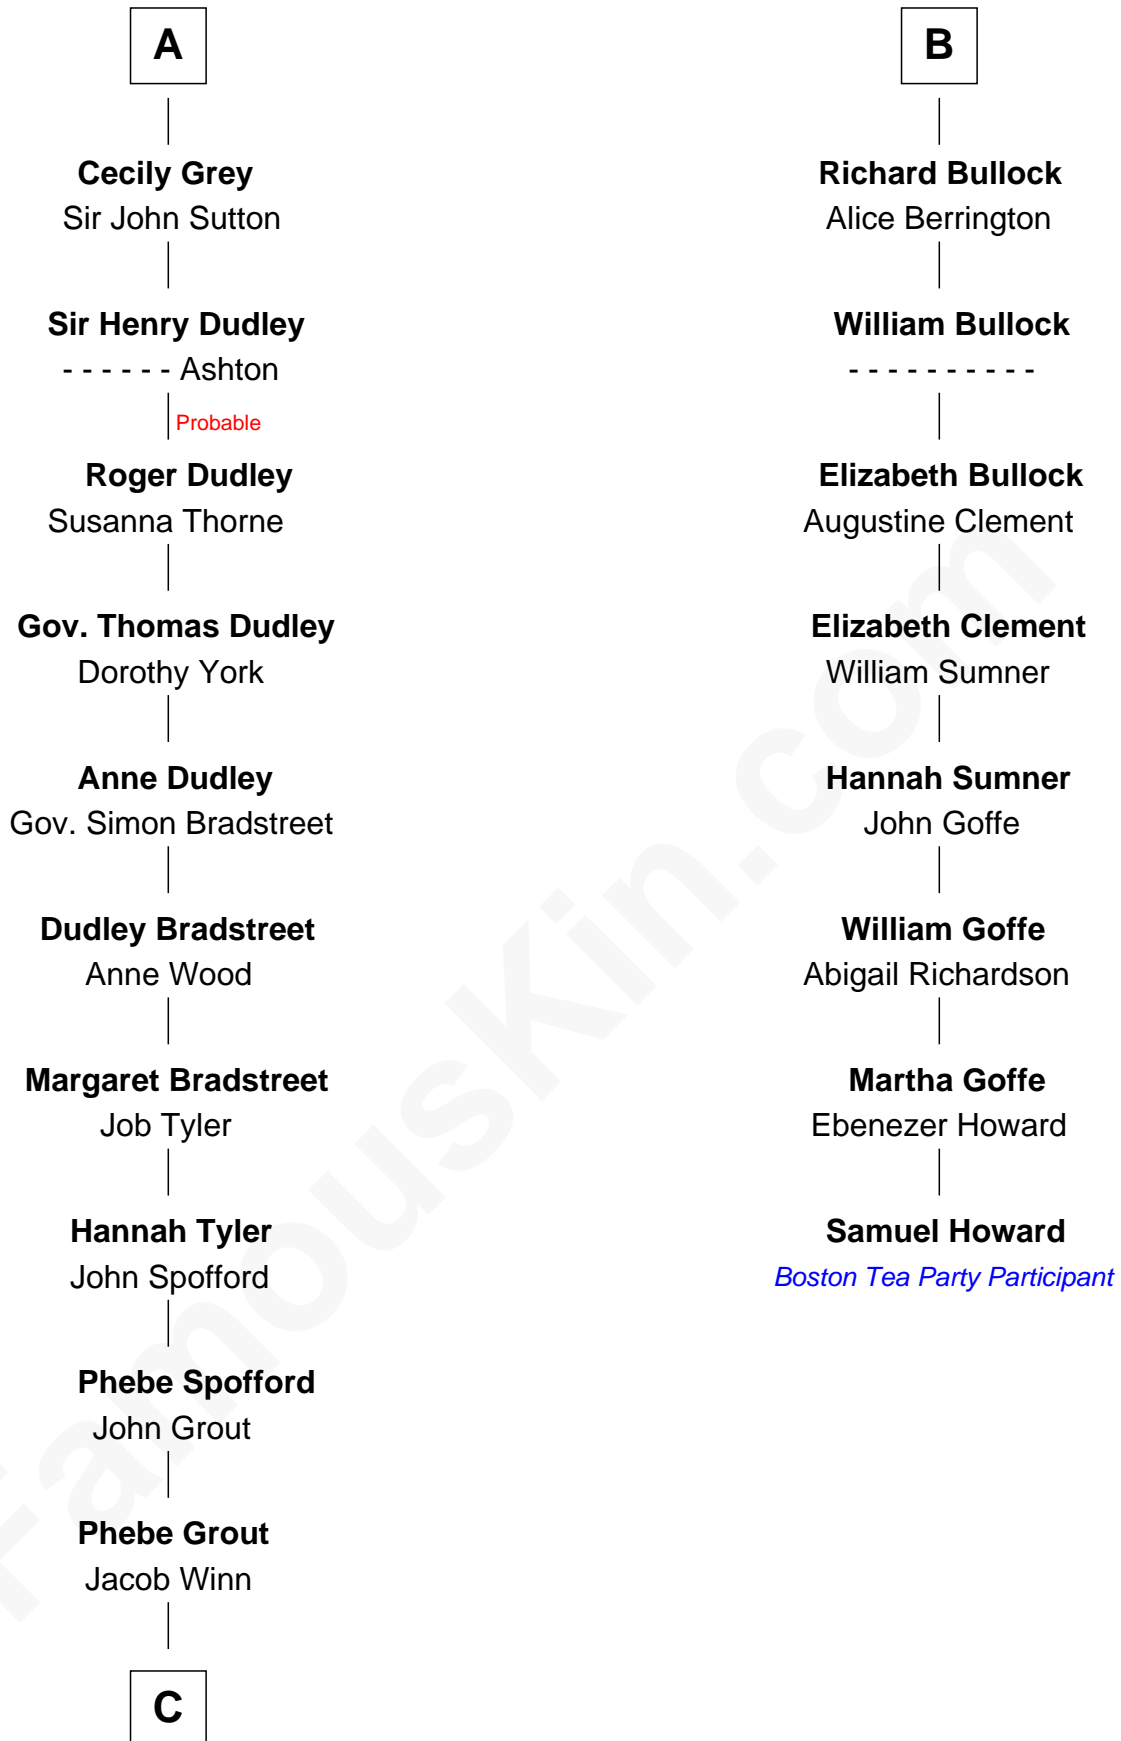 A
Cecily Grey
Sir John Sutton
Sir Henry Dudley
- - - - - - Ashton
Probable
Roger Dudley
Susanna Thorne
Gov. Thomas Dudley
Dorothy York
Anne Dudley
Gov. Simon Bradstreet
Dudley Bradstreet
Anne Wood
Margaret Bradstreet
Job Tyler
Hannah Tyler
John Spofford
Phebe Spofford
John Grout
Phebe Grout
Jacob Winn
C
B
Richard Bullock
Alice Berrington
William Bullock
- - - - - - - - - -
Elizabeth Bullock
Augustine Clement
Elizabeth Clement
William Sumner
Hannah Sumner
John Goffe
William Goffe
Abigail Richardson
Martha Goffe
Ebenezer Howard
Samuel Howard
Boston Tea Party Participant
FamousKin.com